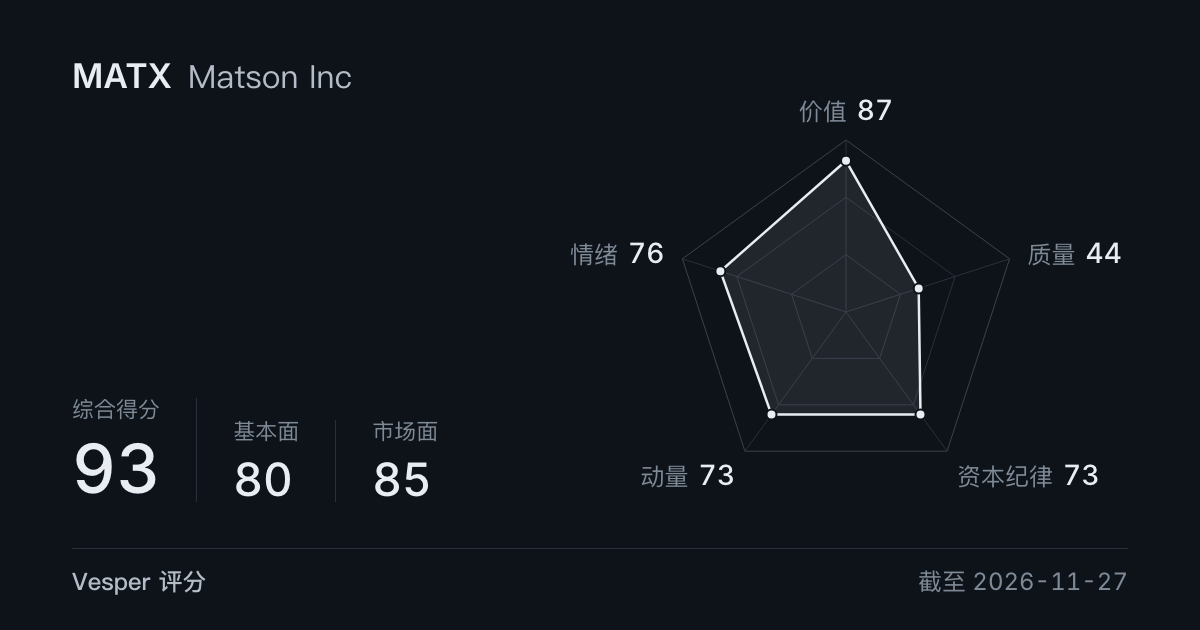 MATX Matson Inc
价值 87
情绪 76
质量 44
动量 73
资本纪律 73
综合得分
93
基本面
80
市场面
85
Vesper 评分
截至 2026-11-27